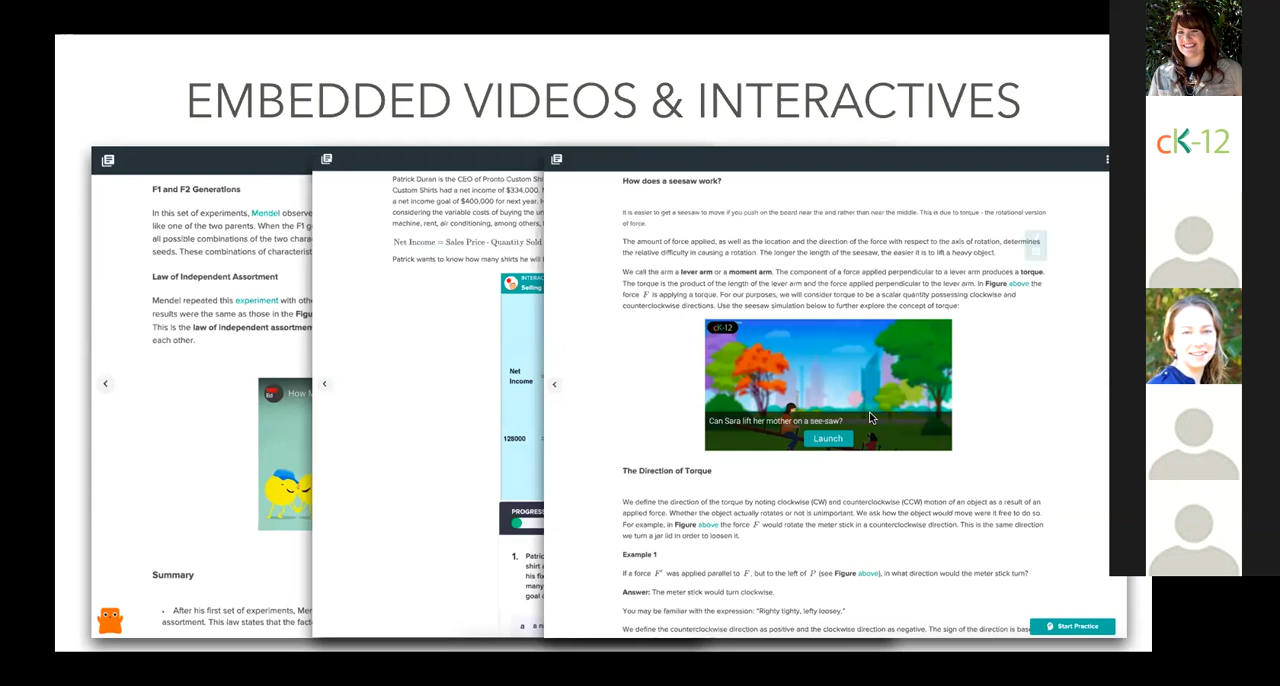 EMBEDDED VIDEOS & INTERACTIVES
F1 and F2 Generations
In this set of experiments, Mendel observe
like one of the two parents. When the F1 g
all possible combinations of the two chara
seeds. These combinations of characterist
Law of Independent Assortment
Mendel repeated this experiment with othe
results were the same as those in the Figu
This is the law of independent assortmen
each other.
Ed
How M
Summary
• After his first set of experiments, Men
assortment. This law states that the fact
Patrick Duran is the CEO of Pronto Custom Shi
Custom Shirts had a net income of $334,000.
a net income goal of $400,000 for next year. H
considering the variable costs of buying the un
machine, rent, air conditioning, among others,
Net Income = Sales Price · Quantity Sold
Patrick wants to know how many shirts he will
INTERAC
Selling
Net
Income
128000
PROGRESS
1. Patric
shirt a
his fix
many
goal o
a a n
How does a seesaw work?
It is easier to get a seesaw to move if you push on the board near the end rather than near the middle. This is due to torque - the rotational version
of force.
The amount of force applied, as well as the location and the direction of the force with respect to the axis of rotation, determines
the relative difficulty in causing a rotation. The longer the length of the seesaw, the easier it is to lift a heavy object.
We call the arm a lever arm or a moment arm. The component of a force applied perpendicular to a lever arm produces a torque.
The torque is the product of the length of the lever arm and the force applied perpendicular to the lever arm. In Figure above the
force F is applying a torque. For our purposes, we will consider torque to be a scalar quantity possessing clockwise and
counterclockwise directions. Use the seesaw simulation below to further explore the concept of torque:
cK-12
Can Sara lift her mother on a see-saw?
Launch
The Direction of Torque
We define the direction of the torque by noting clockwise (CW) and counterclockwise (CCW) motion of an object as a result of an
applied force. Whether the object actually rotates or not is unimportant. We ask how the object would move were it free to do so.
For example, in Figure above the force F would rotate the meter stick in a counterclockwise direction. This is the same direction
we turn a jar lid in order to loosen it.
Example 1
If a force F' was applied parallel to F, but to the left of P (see Figure above), in what direction would the meter stick turn?
Answer: The meter stick would turn clockwise.
You may be familiar with the expression: "Righty tighty, lefty loosey."
We define the counterclockwise direction as positive and the clockwise direction as negative. The sign of the direction is bas
Start Practice
cK-12